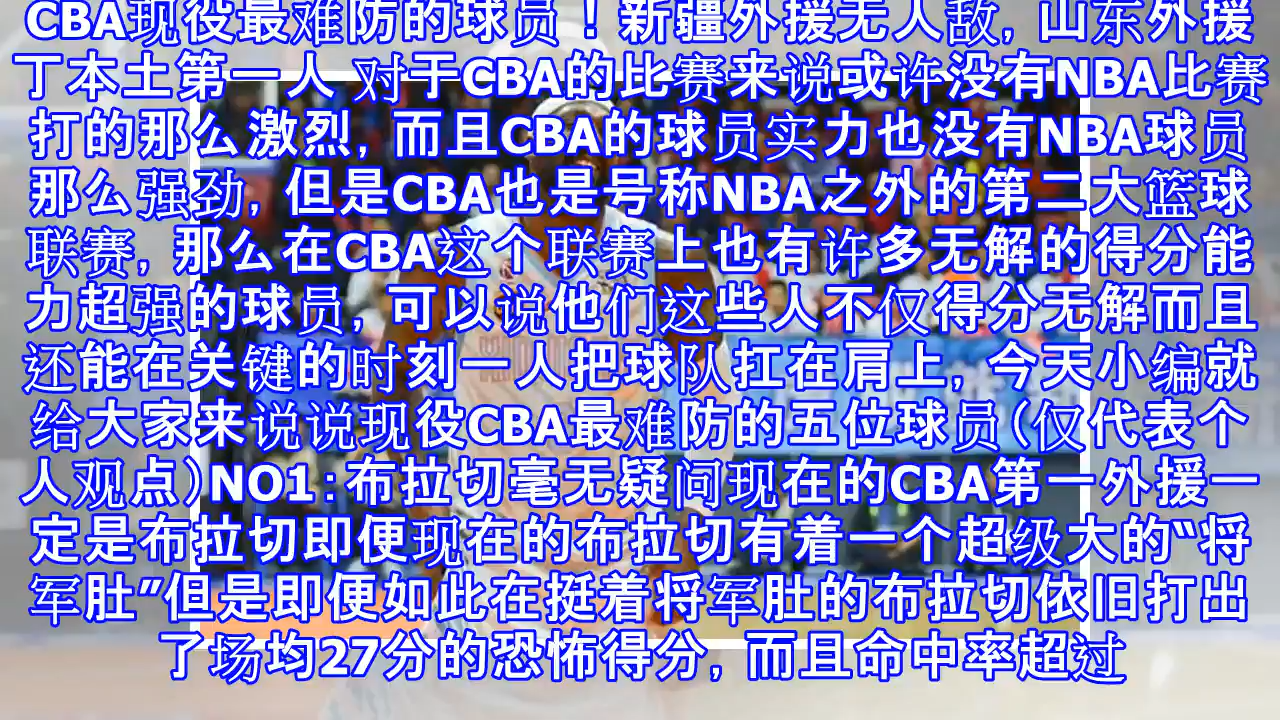 CBA现役最难防的球员！新疆外援无人敌，山东外援
丁本土第一人 对于CBA的比赛来说或许没有NBA比赛
打的那么激烈，而且CBA的球员实力也没有NBA球员
那么强劲，但是CBA也是号称NBA之外的第二大篮球
联赛，那么在CBA这个联赛上也有许多无解的得分能
力超强的球员，可以说他们这些人不仅得分无解而且
还能在关键的时刻一人把球队扛在肩上，今天小编就
给大家来说说现役CBA最难防的五位球员(仅代表个
人观点)NO1:布拉切毫无疑问现在的CBA第一外援一
定是布拉切即便现在的布拉切有着一个超级大的“将
军肚”但是即便如此在挺着将军肚的布拉切依旧打出
了场均27分的恐怖得分，而且命中率超过